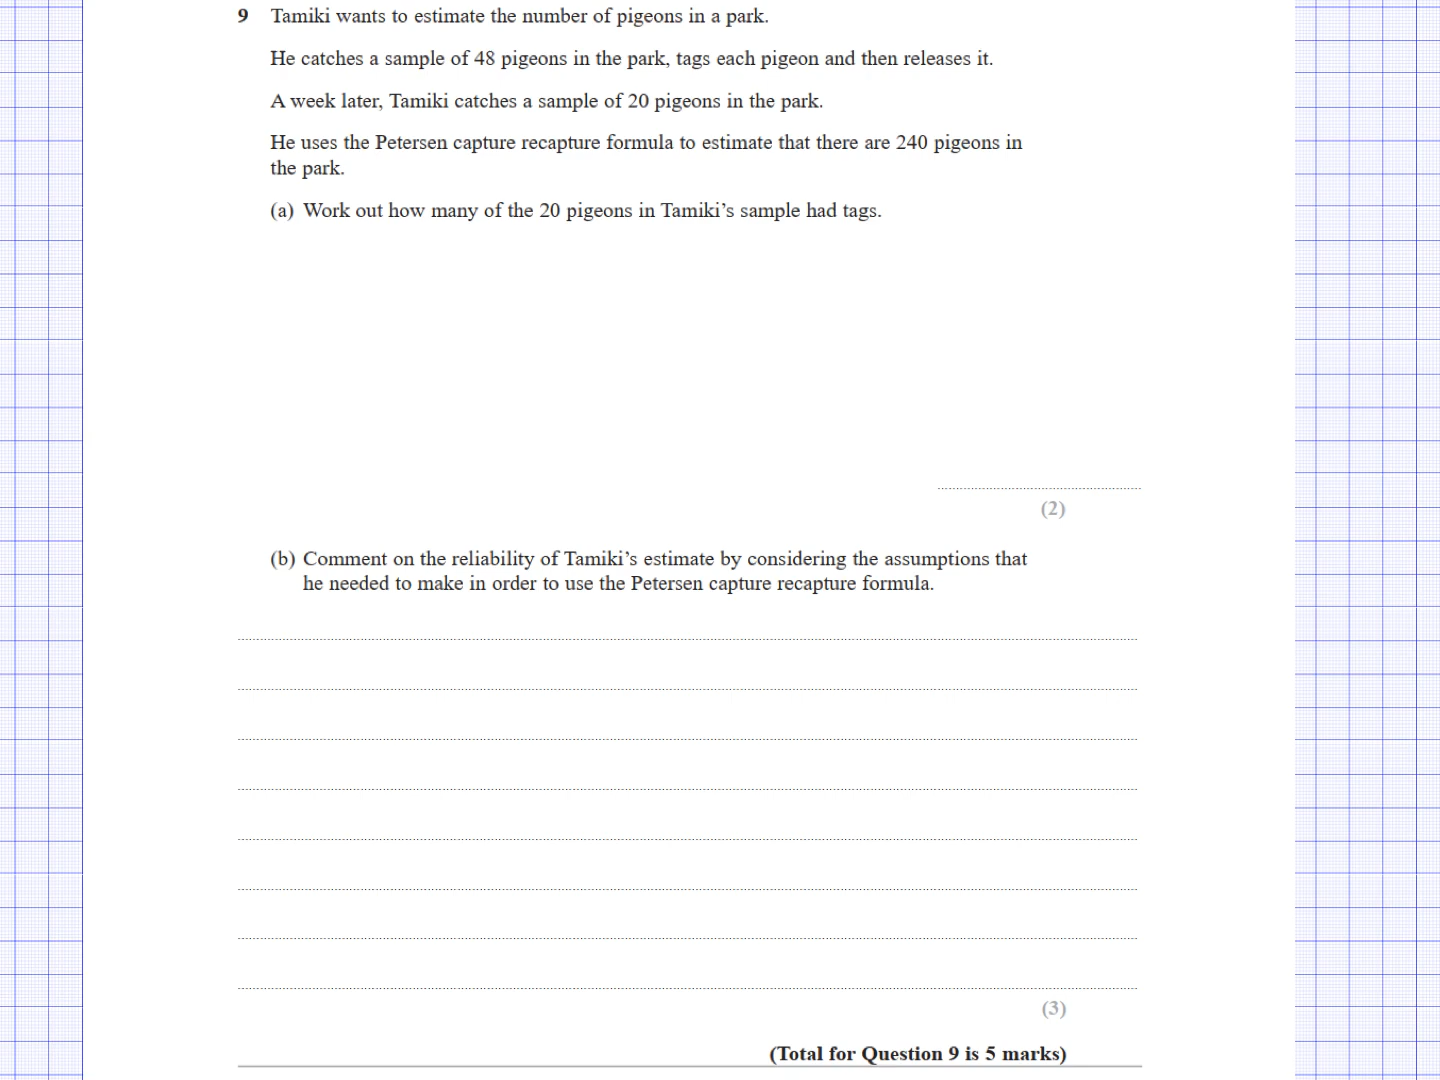 9 Tamiki wants to estimate the number of pigeons in a park.
He catches a sample of 48 pigeons in the park, tags each pigeon and then releases it.
A week later, Tamiki catches a sample of 20 pigeons in the park.
He uses the Petersen capture recapture formula to estimate that there are 240 pigeons in
the park.
(a) Work out how many of the 20 pigeons in Tamiki’s sample had tags.
(2)
(b) Comment on the reliability of Tamiki’s estimate by considering the assumptions that
he needed to make in order to use the Petersen capture recapture formula.
(3)
(Total for Question 9 is 5 marks)